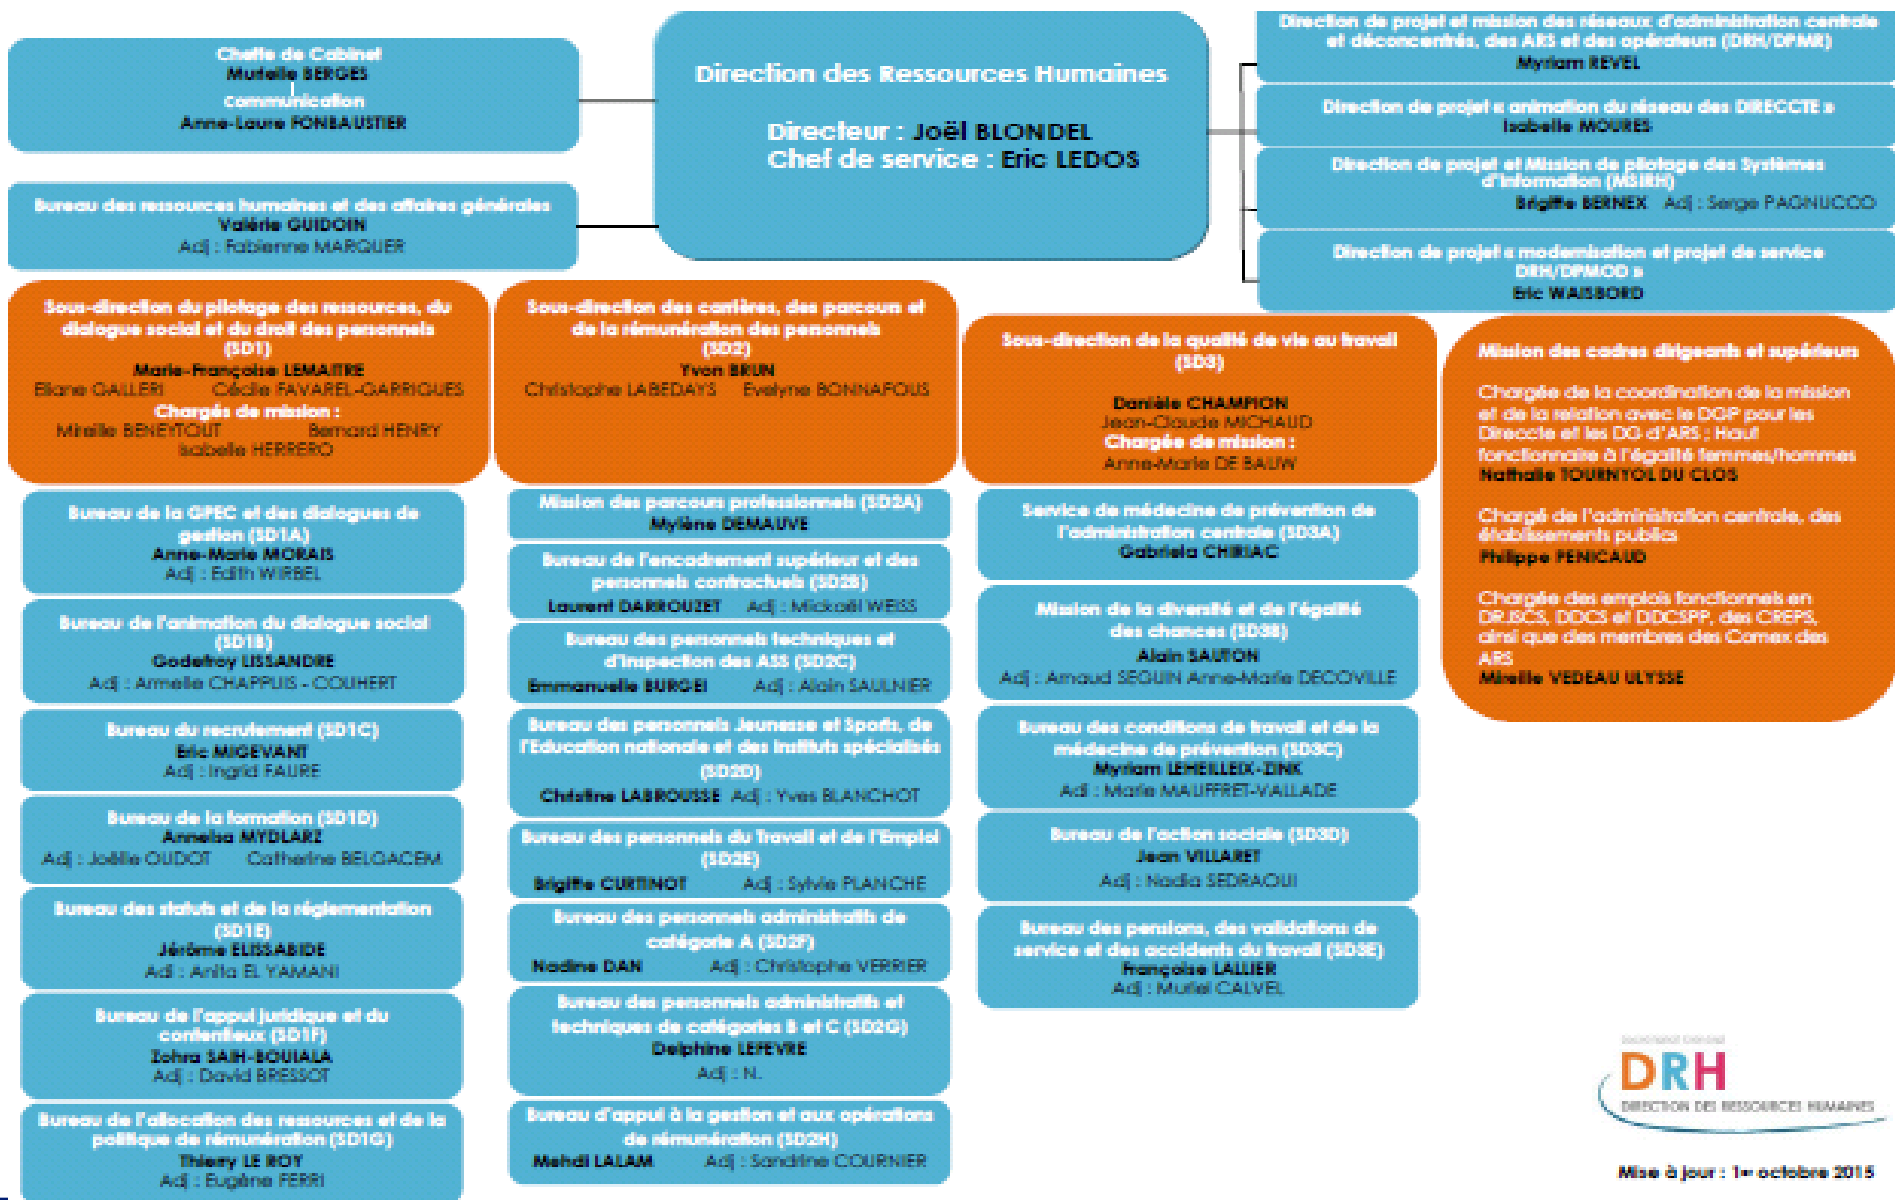 Cheffe de Cabinet
Murielle BERGES
Communication
Anne-Laure FONBAUSTIER
Bureau des ressources humaines et des affaires générales
Valérie GUIDOIN
Adj : Fabienne MARQUER
Direction des Ressources Humaines
Directeur : Joël BLONDEL
Chef de service : Eric LEDOS
Direction de projet et mission des réseaux d'administration centrale
et déconcentrés, des ARS et des opérateurs (DRH/DPMR)
Myriam REVEL
Direction de projet « animation du réseau des DIRECCTE »
Isabelle MOURES
Direction de projet et Mission de pilotage des Systèmes
d'Information (MSIRH)
Brigitte BERNEX Adj : Serge PAGNUCCO
Direction de projet « modernisation et projet de service
DRH/DPMOD »
Eric WAISBORD
Sous-direction du pilotage des ressources, du
dialogue social et du droit des personnels
(SD1)
Marie-Françoise LEMAITRE
Eliane GALLERI Cécile FAVAREL-GARRIGUES
Chargés de mission :
Mireille BENEYTOUT Bernard HENRY
Isabelle HERRERO
Bureau de la GPEC et des dialogues de
gestion (SD1A)
Anne-Marie MORAIS
Adj : Edith WIRBEL
Bureau de l'animation du dialogue social
(SD1B)
Godefroy LISSANDRE
Adj : Armelle CHAPPUIS - COUHERT
Bureau du recrutement (SD1C)
Eric MIGEVANT
Adj : Ingrid FAURE
Bureau de la formation (SD1D)
Annelsa MYDLARZ
Adj : Joëlle OUDOT Catherine BELGACEM
Bureau des statuts et de la réglementation
(SD1E)
Jérôme ELISSABIDE
Adj : Anita EL YAMANI
Bureau de l'appui juridique et du
contentieux (SD1F)
Zohra SAIH-BOUIALA
Adj : David BRESSOT
Bureau de l'allocation des ressources et de la
politique de rémunération (SD1G)
Thierry LE ROY
Adj : Eugène FERRI
Sous-direction des carrières, des parcours et
de la rémunération des personnels
(SD2)
Yvon BRUN
Christophe LABEDAYS Evelyne BONNAFOUS
Mission des parcours professionnels (SD2A)
Mylène DEMAUVE
Bureau de l'encadrement supérieur et des
personnels contractuels (SD2B)
Laurent DARROUZET Adj : Mickaël WEISS
Bureau des personnels techniques et
d'inspection des ASS (SD2C)
Emmanuelle BURGEI Adj : Alain SAULNIER
Bureau des personnels Jeunesse et Sports, de
l'Education nationale et des instituts spécialisés
(SD2D)
Christine LABROUSSE Adj : Yves BLANCHOT
Bureau des personnels du Travail et de l'Emploi
(SD2E)
Brigitte CURTINOT Adj : Sylvie PLANCHE
Bureau des personnels administratifs de
catégorie A (SD2F)
Nadine DAN Adj : Christophe VERRIER
Bureau des personnels administratifs et
techniques de catégories B et C (SD2G)
Delphine LEFEVRE
Adj : N.
Bureau d'appui à la gestion et aux opérations
de rémunération (SD2H)
Mehdi LALAM Adj : Sandrine COURNIER
Sous-direction de la qualité de vie au travail
(SD3)
Danièle CHAMPION
Jean-Claude MICHAUD
Chargée de mission :
Anne-Marie DE BAUW
Service de médecine de prévention de
l'administration centrale (SD3A)
Gabriela CHIRIAC
Mission de la diversité et de l'égalité
des chances (SD3B)
Alain SAUTON
Adj : Arnaud SEGUIN Anne-Marie DECOVILLE
Bureau des conditions de travail et de la
médecine de prévention (SD3C)
Myriam LEHEILLEIX-ZINK
Adj : Marie MAUFFRET-VALLADE
Bureau de l'action sociale (SD3D)
Jean VILLARET
Adj : Nadia SEDRAOUI
Bureau des pensions, des validations de
service et des accidents du travail (SD3E)
Françoise LALLIER
Adj : Muriel CALVEL
Mission des cadres dirigeants et supérieurs
Chargée de la coordination de la mission
et de la relation avec le DGP pour les
Direccte et les DG d'ARS ; Haut
fonctionnaire à l'égalité femmes/hommes
Nathalie TOURNYOL DU CLOS
Chargé de l'administration centrale, des
établissements publics
Philippe PENICAUD
Chargée des emplois fonctionnels en
DRJSCS, DDCS et DDCSPP, des CREPS,
ainsi que des membres des Comex des
ARS
Mireille VEDEAU ULYSSE
DRH
DIRECTION DES RESSOURCES HUMAINES
Mise à jour : 1er octobre 2015